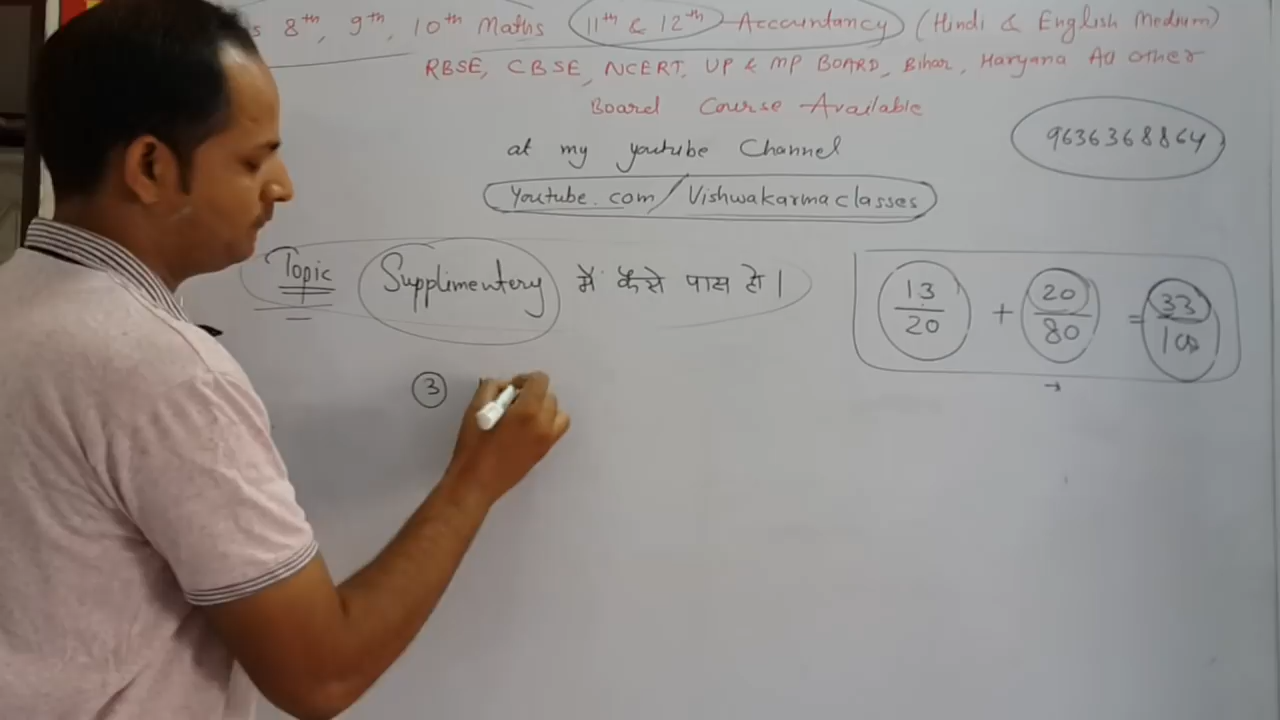 s 8th, 9th, 10th Maths 11th & 12th Accountancy (Hindi & English Medium)
RBSE, CBSE, NCERT, UP & MP BOARD, Bihar, Haryana All other
Board Course Available
at my youtube Channel
9636368864
Youtube.com/Vishwakarmaclasses
Topic Supplimentery में कैसे पास हो।
13/20 + 20/80 = 33/100
→
3